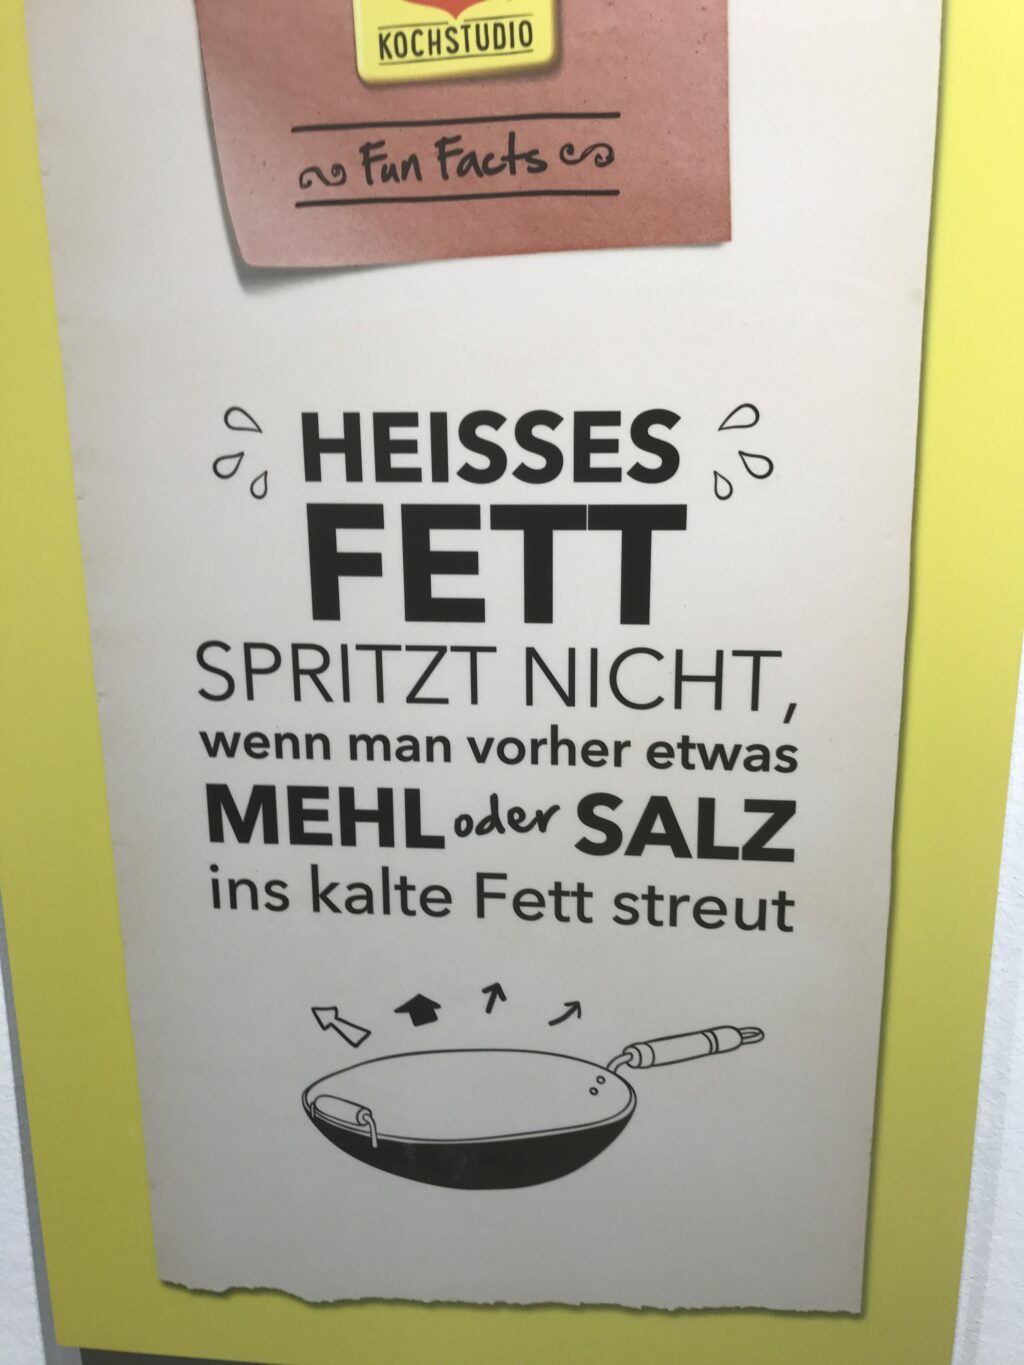 KOCHSTUDIO
Fun Facts
HEISSES
FETT
SPRITZT NICHT,
wenn man vorher etwas
MEHL oder SALZ
ins kalte Fett streut